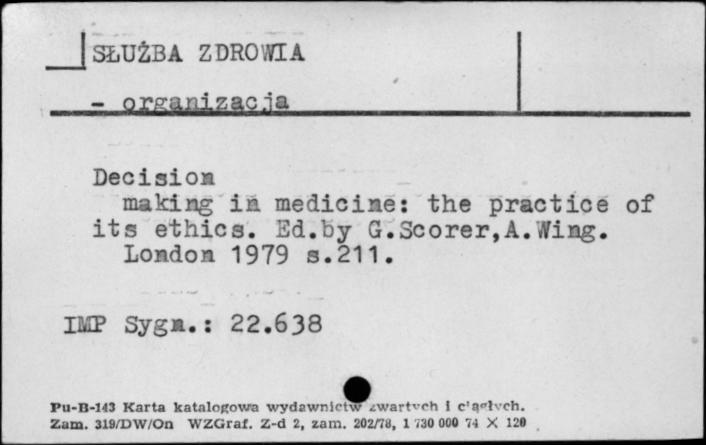 SŁUŻBA ZDROWIA
- organizacja
Decision
making in medicine: the practice of
its ethics. Ed.by G.Scorer,A.Wing.
London 1979 s.211.
IMP Sygn.: 22.638
Pu-B-143 Karta katalogowa wydawnictw zwartych i ciągłych.
Zam. 319/DW/On WZGraf. Z-d 2, zam. 202/78, 1 730 000 74 X 120